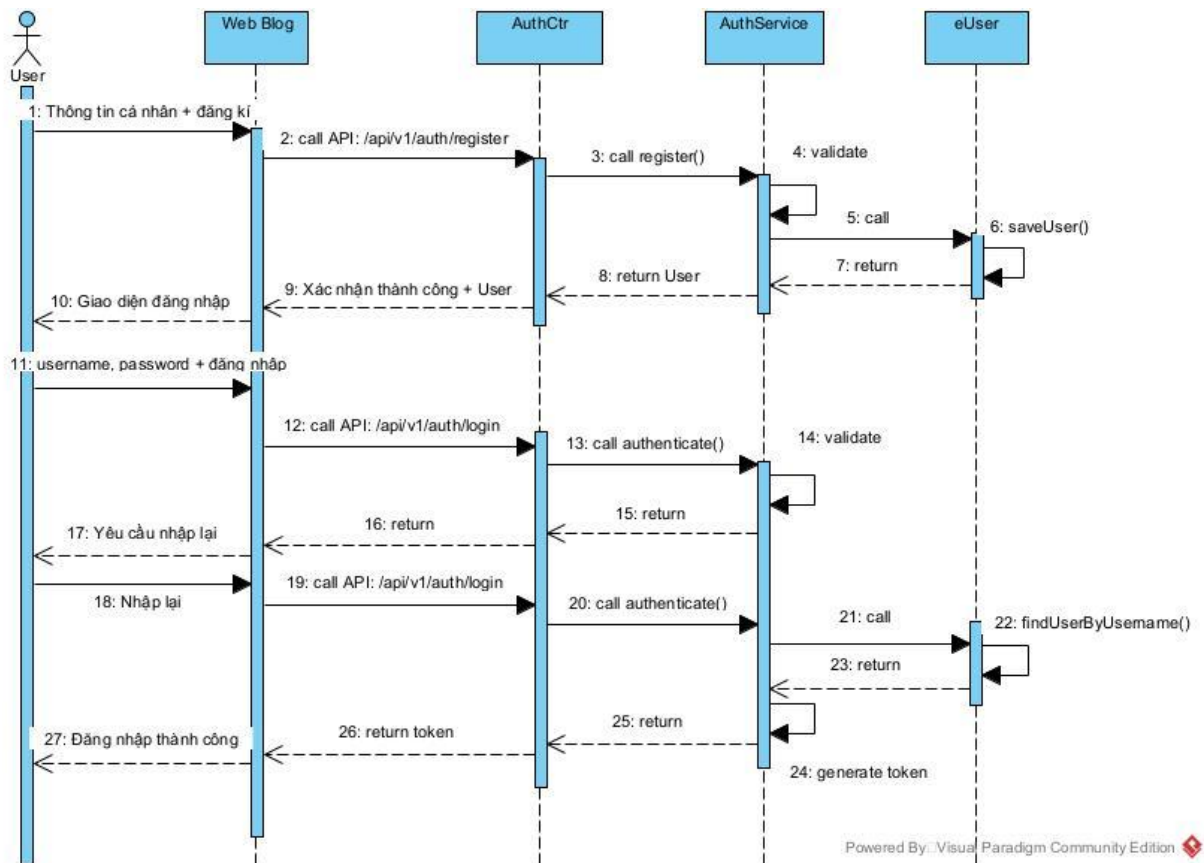 Web Blog
AuthCtr
AuthService
eUser
User
1: Thông tin cá nhân + đăng kí
2: call API: /api/v1/auth/register
3: call register()
4: validate
5: call
6: saveUser()
7: return
8: return User
9: Xác nhận thành công + User
10: Giao diện đăng nhập
11: username, password + đăng nhập
12: call API: /api/v1/auth/login
13: call authenticate()
14: validate
15: return
16: return
17: Yêu cầu nhập lại
18: Nhập lại
19: call API: /api/v1/auth/login
20: call authenticate()
21: call
22: findUserByUsername()
23: return
24: generate token
25: return
26: return token
27: Đăng nhập thành công
Powered By Visual Paradigm Community Edition